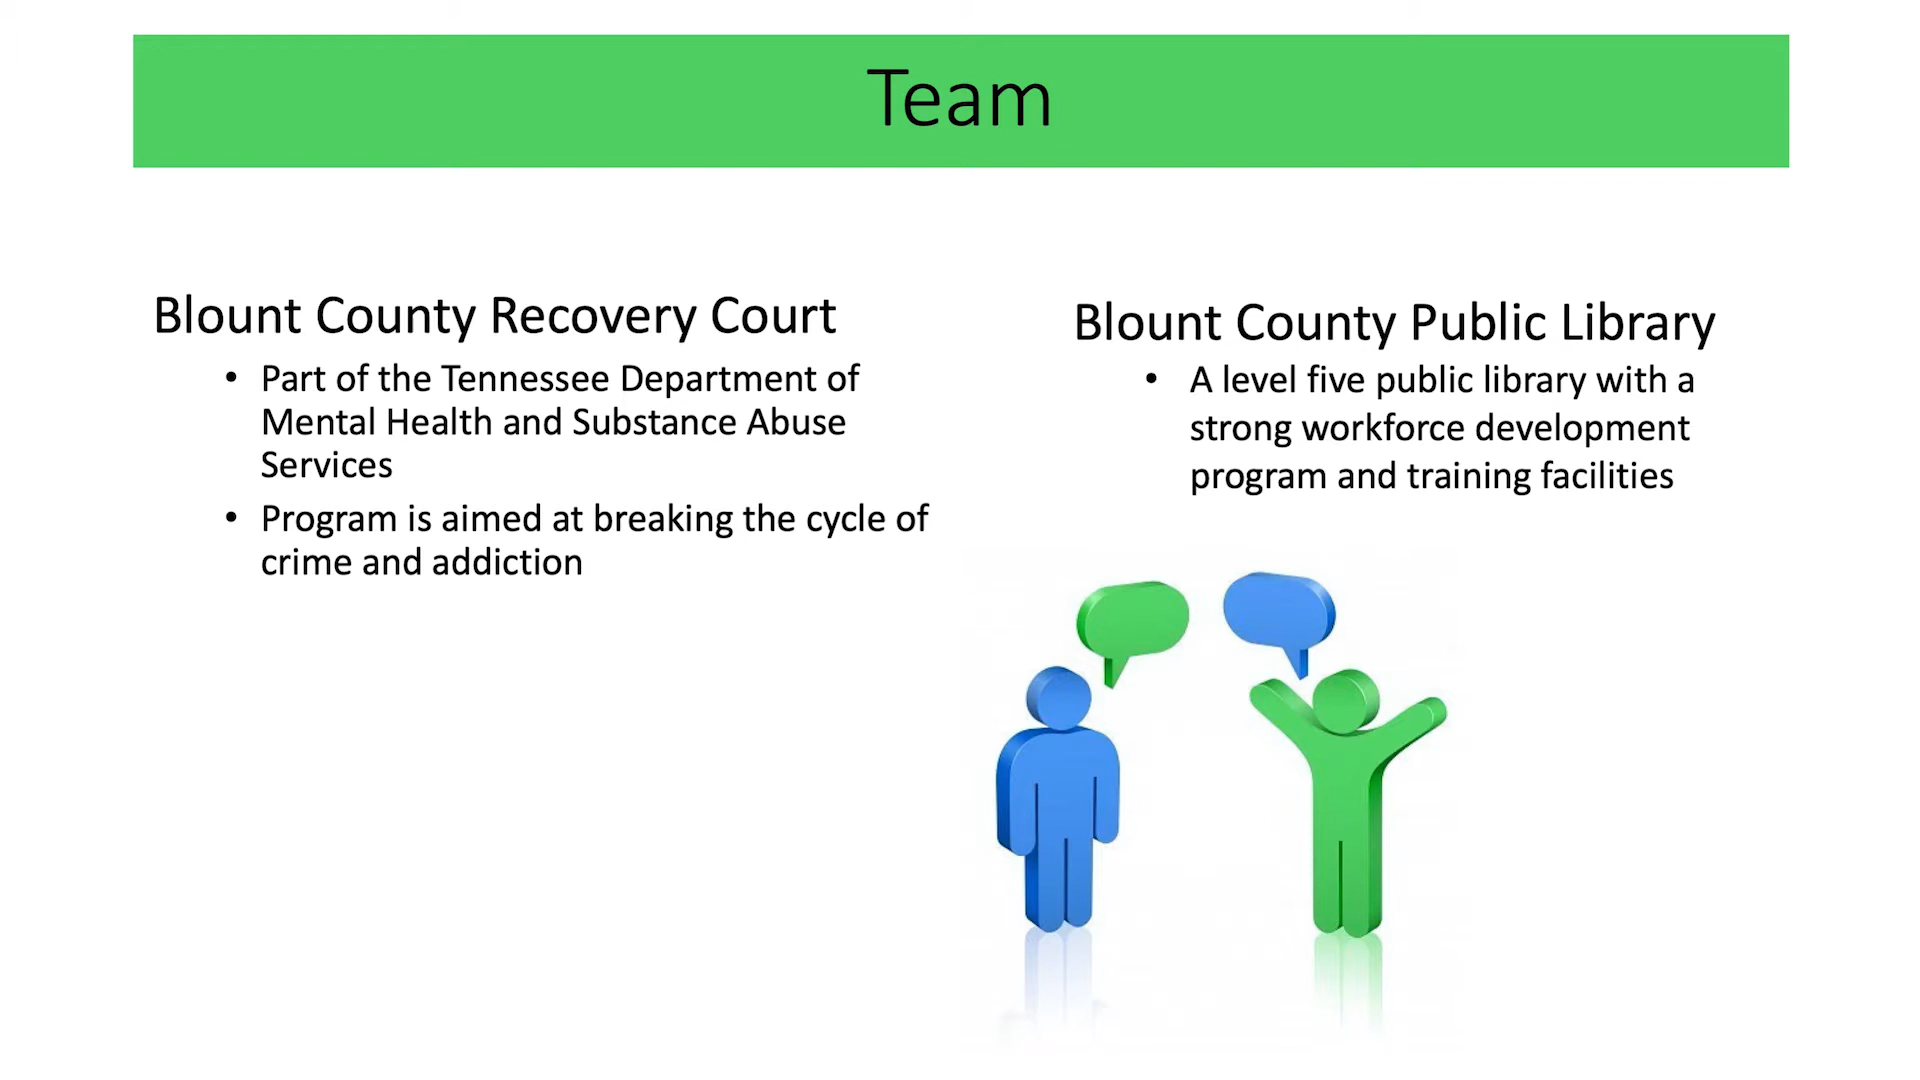 Team
Blount County Recovery Court
• Part of the Tennessee Department of
Mental Health and Substance Abuse
Services
• Program is aimed at breaking the cycle of
crime and addiction
Blount County Public Library
• A level five public library with a
strong workforce development
program and training facilities